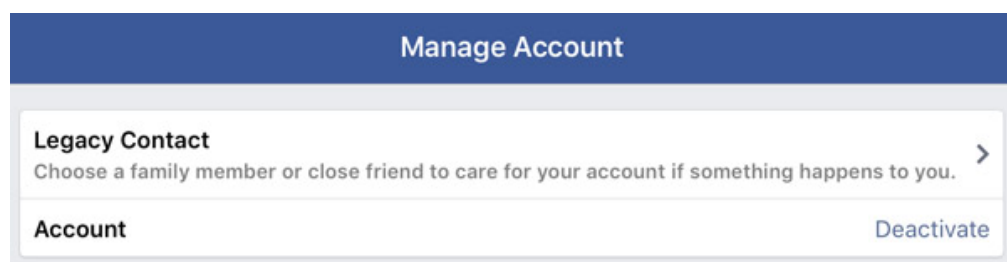 Manage Account
Legacy Contact
Choose a family member or close friend to care for your account if something happens to you.
Account Deactivate